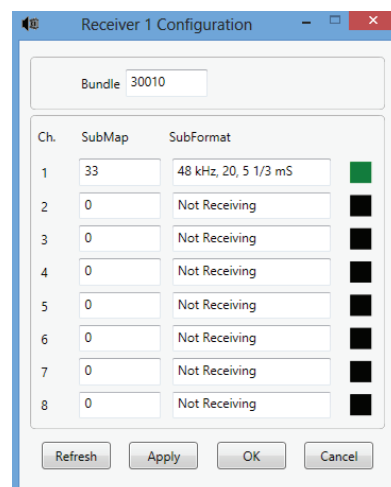 Receiver 1 Configuration
Bundle 30010
Ch. SubMap SubFormat
1 33 48 kHz, 20, 5 1/3 mS
2 0 Not Receiving
3 0 Not Receiving
4 0 Not Receiving
5 0 Not Receiving
6 0 Not Receiving
7 0 Not Receiving
8 0 Not Receiving
Refresh Apply OK Cancel